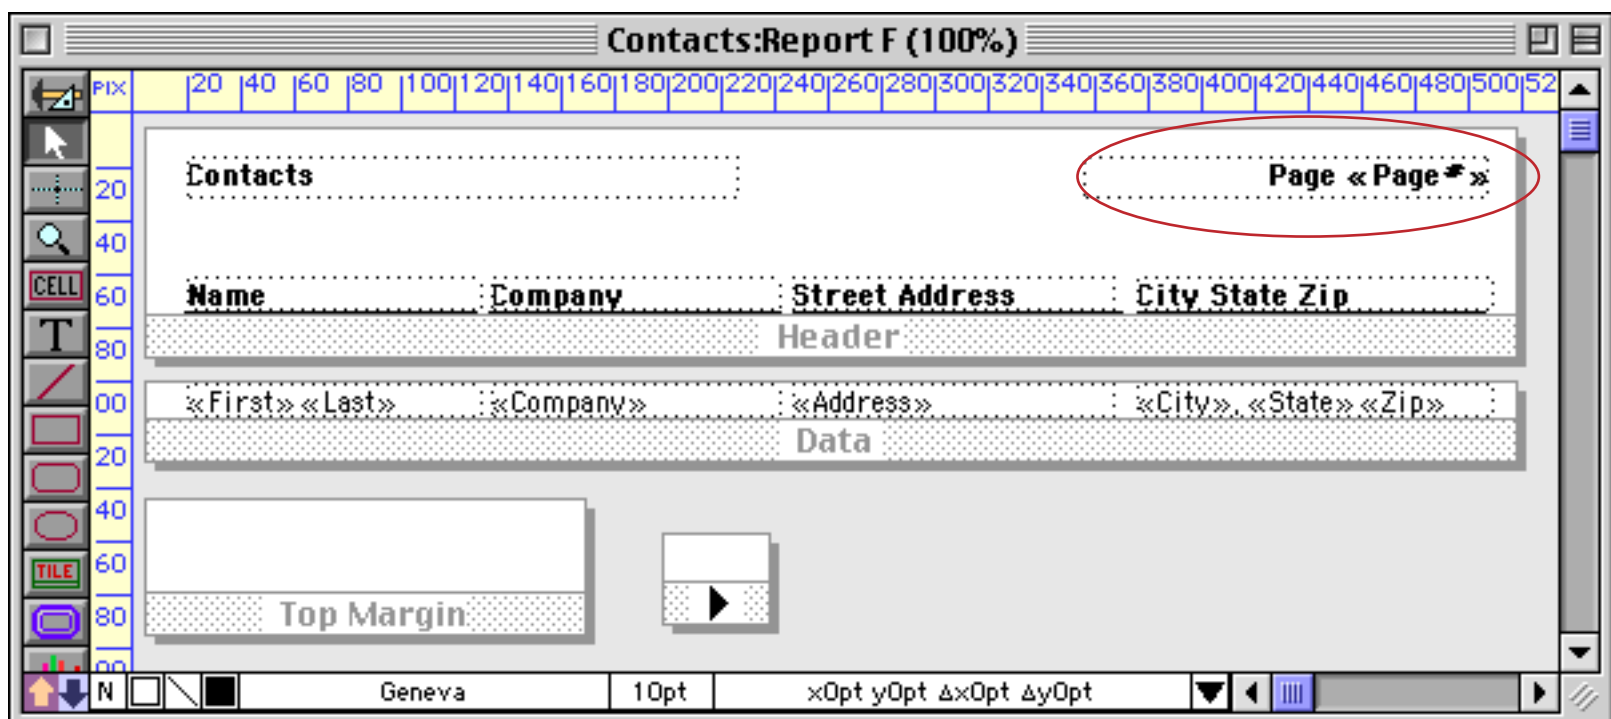 Contacts:Report F (100%)
PIX |20 |40 |60 |80 |100|120|140|160|180|200|220|240|260|280|300|320|340|360|380|400|420|440|460|480|500|52
Contacts Page «Page#»
20
40
CELL
60 Name Company Street Address City State Zip
T
80 Header
00 «First» «Last» «Company» «Address» «City», «State» «Zip»
20 Data
40
TILE 60
80 Top Margin
00
N Geneva 10pt x0pt y0pt Δx0pt Δy0pt